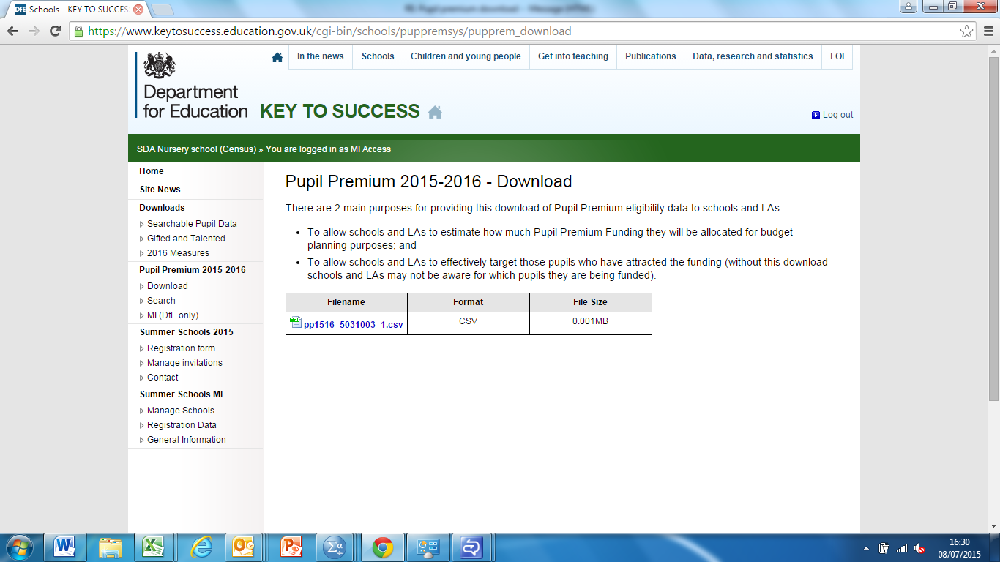 Schools - KEY TO SUCCES
RE: Pupil premium download - Message (HTML)
https://www.keytosuccess.education.gov.uk/cgi-bin/schools/puppremsys/pupprem_download
In the news
Schools
Children and young people
Get into teaching
Publications
Data, research and statistics
FOI
Department
for Education
KEY TO SUCCESS
Log out
SDA Nursery school (Census) » You are logged in as MI Access
Home
Site News
Downloads
Searchable Pupil Data
Gifted and Talented
2016 Measures
Pupil Premium 2015-2016
Download
Search
MI (DfE only)
Summer Schools 2015
Registration form
Manage invitations
Contact
Summer Schools MI
Manage Schools
Registration Data
General Information
Pupil Premium 2015-2016 - Download
There are 2 main purposes for providing this download of Pupil Premium eligibility data to schools and LAs:
• To allow schools and LAs to estimate how much Pupil Premium Funding they will be allocated for budget
planning purposes; and
• To allow schools and LAs to effectively target those pupils who have attracted the funding (without this download
schools and LAs may not be aware for which pupils they are being funded).
Filename Format File Size
pp1516_5031003_1.csv CSV 0.001MB
16:30
08/07/2015